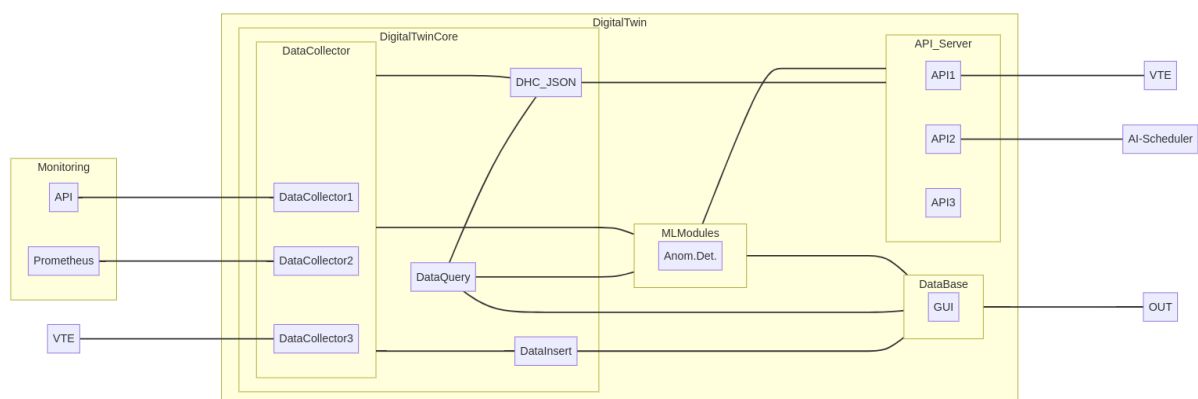 DigitalTwin
DigitalTwinCore
DataCollector
API_Server
DHC_JSON
API1
VTE
API2
AI-Scheduler
Monitoring
API
DataCollector1
API3
MLModules
Prometheus
DataCollector2
Anom.Det.
DataQuery
DataBase
GUI
OUT
VTE
DataCollector3
DataInsert